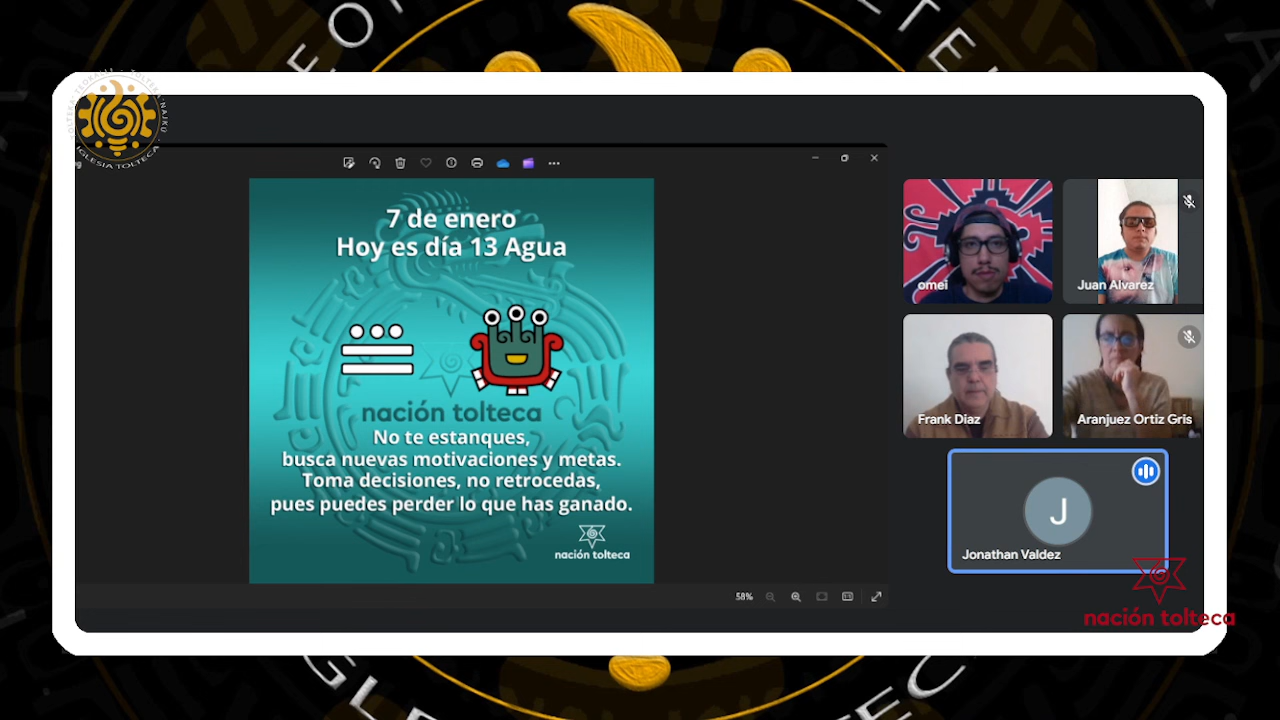 IGLESIA TOLTECA
7 de enero
Hoy es día 13 Agua
nación tolteca
No te estanques,
busca nuevas motivaciones y metas.
Toma decisiones, no retrocedas,
pues puedes perder lo que has ganado.
nación tolteca
58%
omei
Juan Alvarez
Frank Diaz
Aranjuez Ortiz Gris
J
Jonathan Valdez
nación tolteca